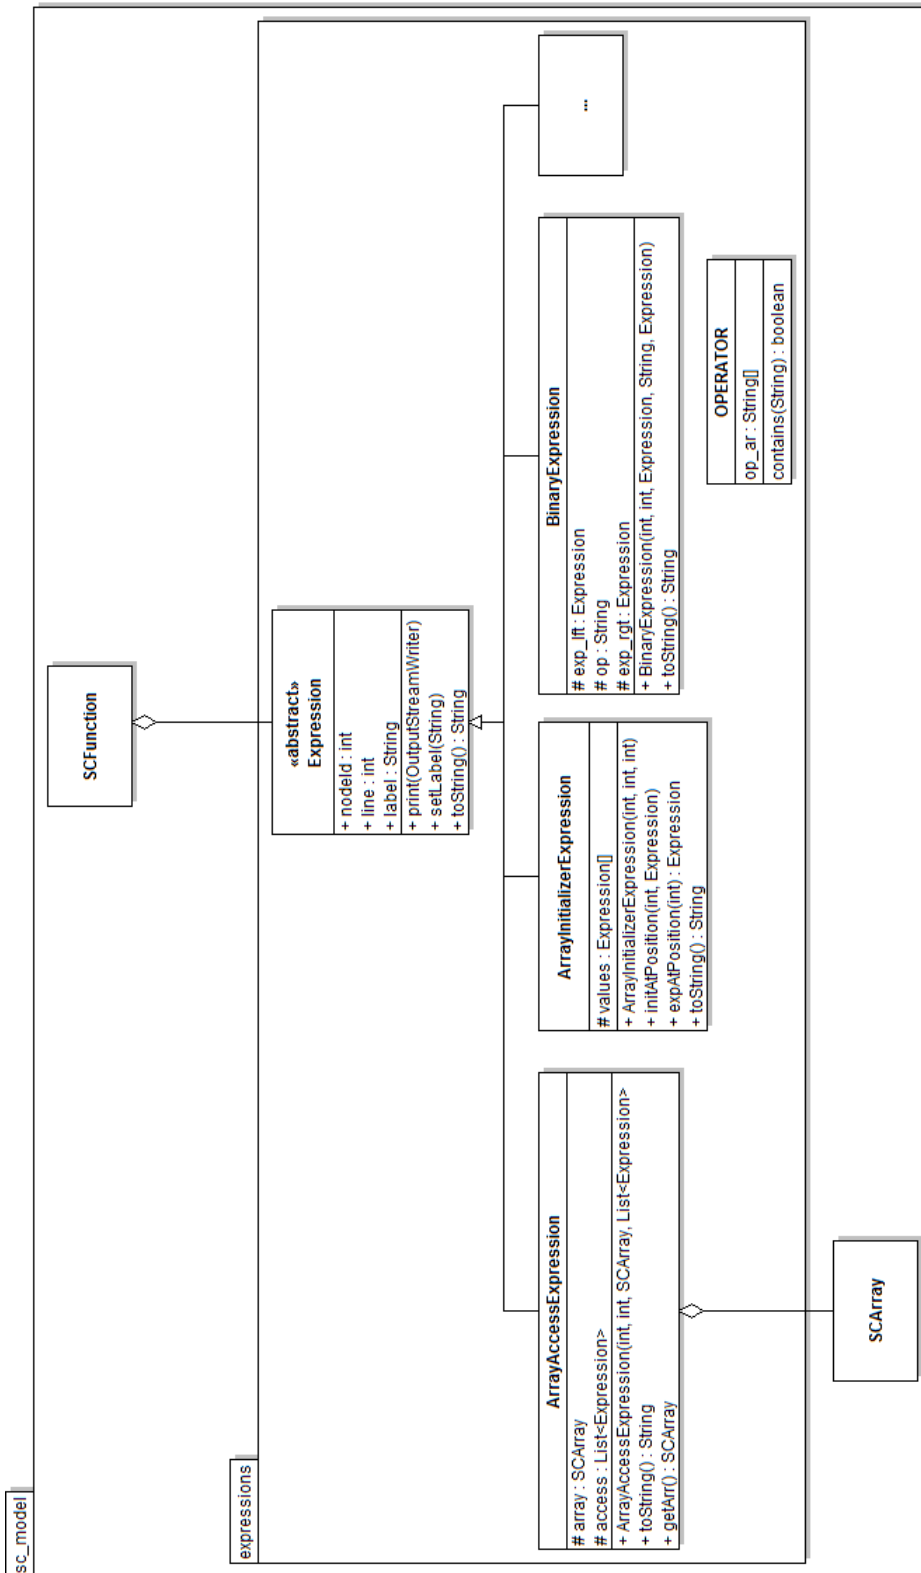 sc_model
SCFunction
expressions
«abstract»
Expression
+ nodeId : int
+ line : int
+ label : String
+ print(OutputStreamWriter)
+ setLabel(String)
+ toString() : String
ArrayAccessExpression
# array : SCArray
# access : List<Expression>
+ ArrayAccessExpression(int, int, SCArray, List<Expression>
+ toString() : String
+ getArr() : SCArray
ArrayInitializerExpression
# values : Expression[]
+ ArrayInitializerExpression(int, int, int)
+ initAtPosition(int, Expression)
+ expAtPosition(int) : Expression
+ toString() : String
BinaryExpression
# exp_lft : Expression
# op : String
# exp_rgt : Expression
+ BinaryExpression(int, int, Expression, String, Expression)
+ toString() : String
...
OPERATOR
op_ar : String[]
contains(String) : boolean
SCArray